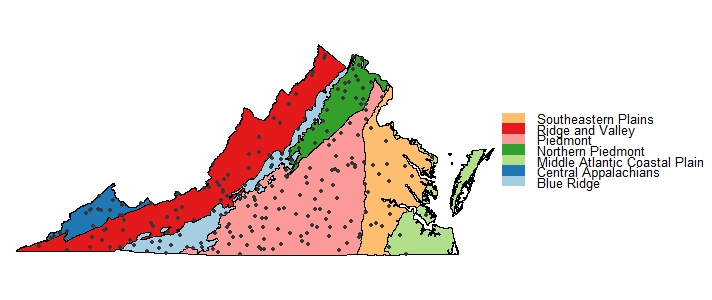 Southeastern Plains
Ridge and Valley
Piedmont
Northern Piedmont
Middle Atlantic Coastal Plain
Central Appalachians
Blue Ridge